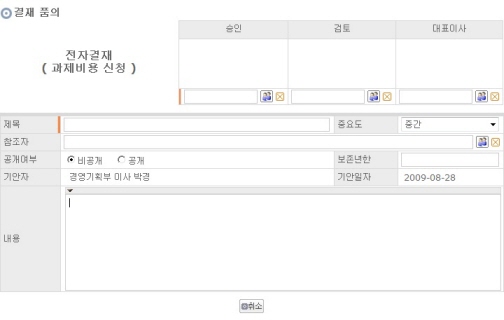 결재 품의
승인 검토 대표이사
전자결재
( 과제비용 신청 )
제목 중요도 중간
참조자
공개여부 비공개 공개 보존년한
기안자 경영기획부 이사 박경 기안일자 2009-08-28
내용
취소